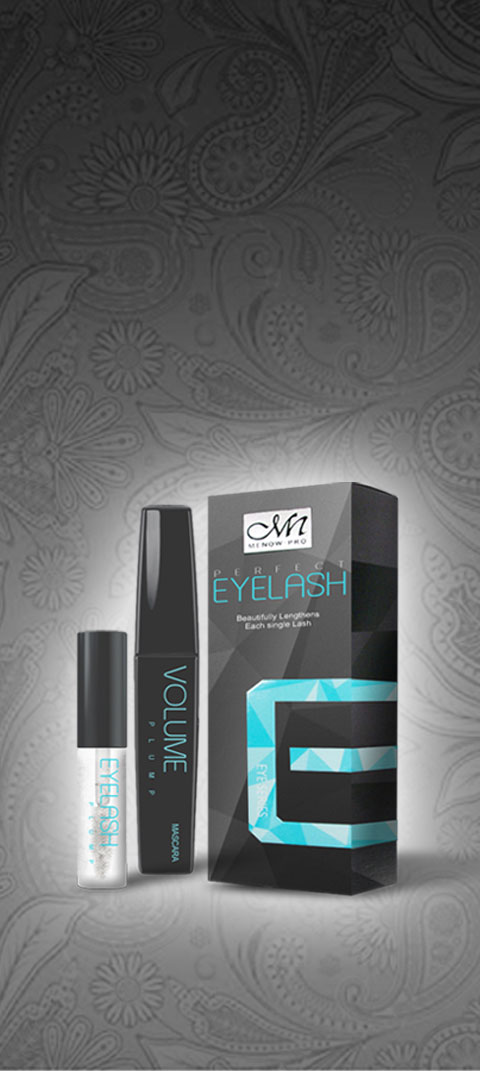 MENOW PRO
PERFECT
EYELASH
Beautifully Lengthens
Each single Lash
EYE SERIES
VOLUME
PLUMP
MASCARA
EYELASH
PLUMP